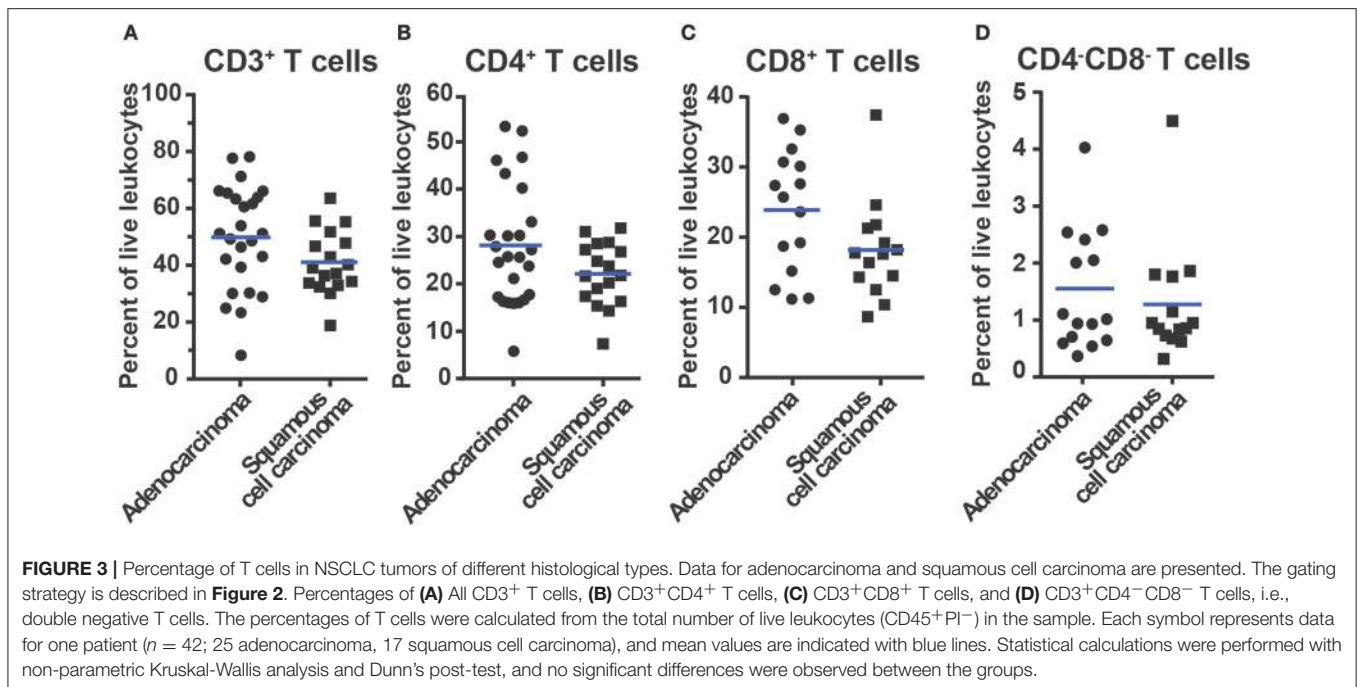 A
CD3⁺ T cells
Percent of live leukocytes
100
80
60
40
20
0
Adenocarcinoma
Squamous
cell carcinoma
B
CD4⁺ T cells
Percent of live leukocytes
60
50
40
30
20
10
0
Adenocarcinoma
Squamous
cell carcinoma
C
CD8⁺ T cells
Percent of live leukocytes
40
30
20
10
0
Adenocarcinoma
Squamous
cell carcinoma
D
CD4⁻CD8⁻ T cells
Percent of live leukocytes
5
4
3
2
1
0
Adenocarcinoma
Squamous
cell carcinoma
FIGURE 3 | Percentage of T cells in NSCLC tumors of different histological types. Data for adenocarcinoma and squamous cell carcinoma are presented. The gating
strategy is described in Figure 2. Percentages of (A) All CD3⁺ T cells, (B) CD3⁺CD4⁺ T cells, (C) CD3⁺CD8⁺ T cells, and (D) CD3⁺CD4⁻CD8⁻ T cells, i.e.,
double negative T cells. The percentages of T cells were calculated from the total number of live leukocytes (CD45⁺PI⁻) in the sample. Each symbol represents data
for one patient (n = 42; 25 adenocarcinoma, 17 squamous cell carcinoma), and mean values are indicated with blue lines. Statistical calculations were performed with
non-parametric Kruskal-Wallis analysis and Dunn's post-test, and no significant differences were observed between the groups.